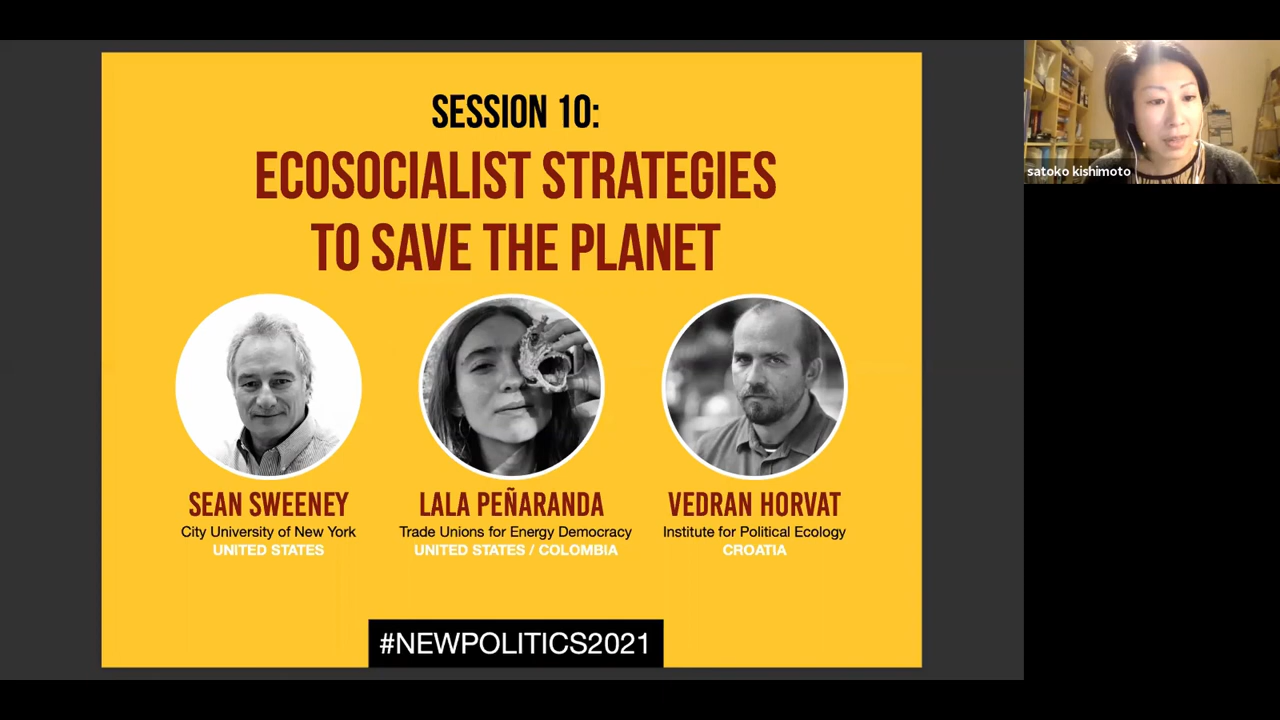 SESSION 10:
ECOSOCIALIST STRATEGIES
TO SAVE THE PLANET
SEAN SWEENEY
City University of New York
UNITED STATES
LALA PEÑARANDA
Trade Unions for Energy Democracy
UNITED STATES / COLOMBIA
VEDRAN HORVAT
Institute for Political Ecology
CROATIA
#NEWPOLITICS2021
satoko kishimoto